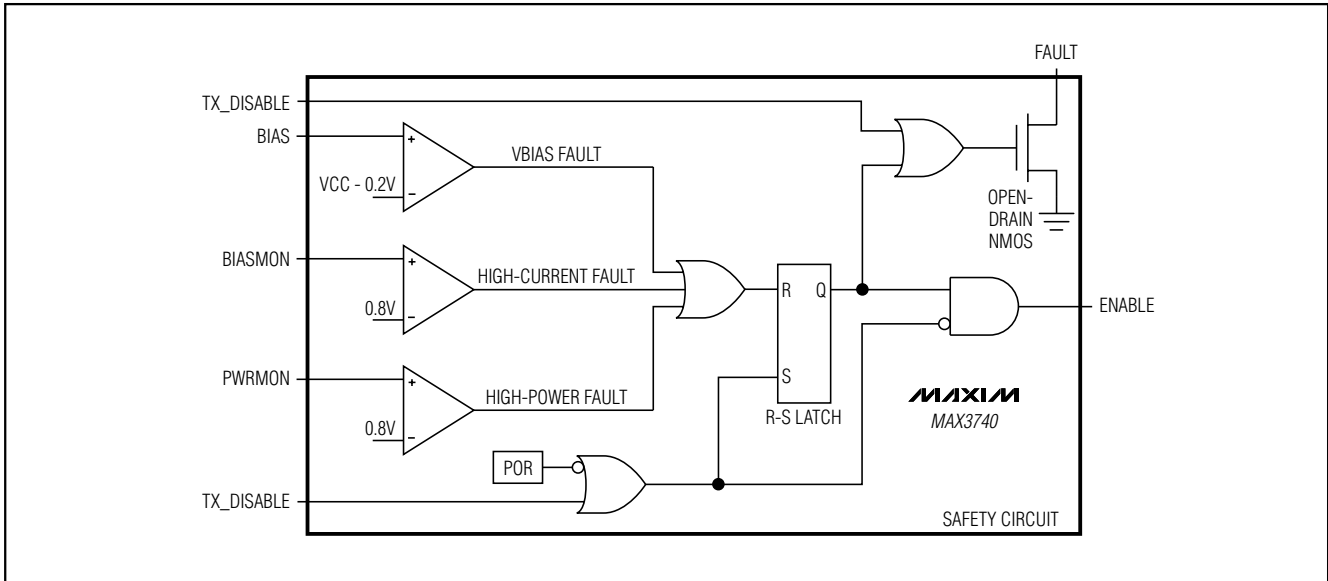 FAULT
TX_DISABLE
BIAS
+
VBIAS FAULT
VCC - 0.2V
−
OPEN-
DRAIN
NMOS
BIASMON
+
HIGH-CURRENT FAULT
0.8V
−
R Q
ENABLE
PWRMON
+
S
HIGH-POWER FAULT
R-S LATCH
MAXIM
MAX3740
0.8V
−
POR
TX_DISABLE
SAFETY CIRCUIT